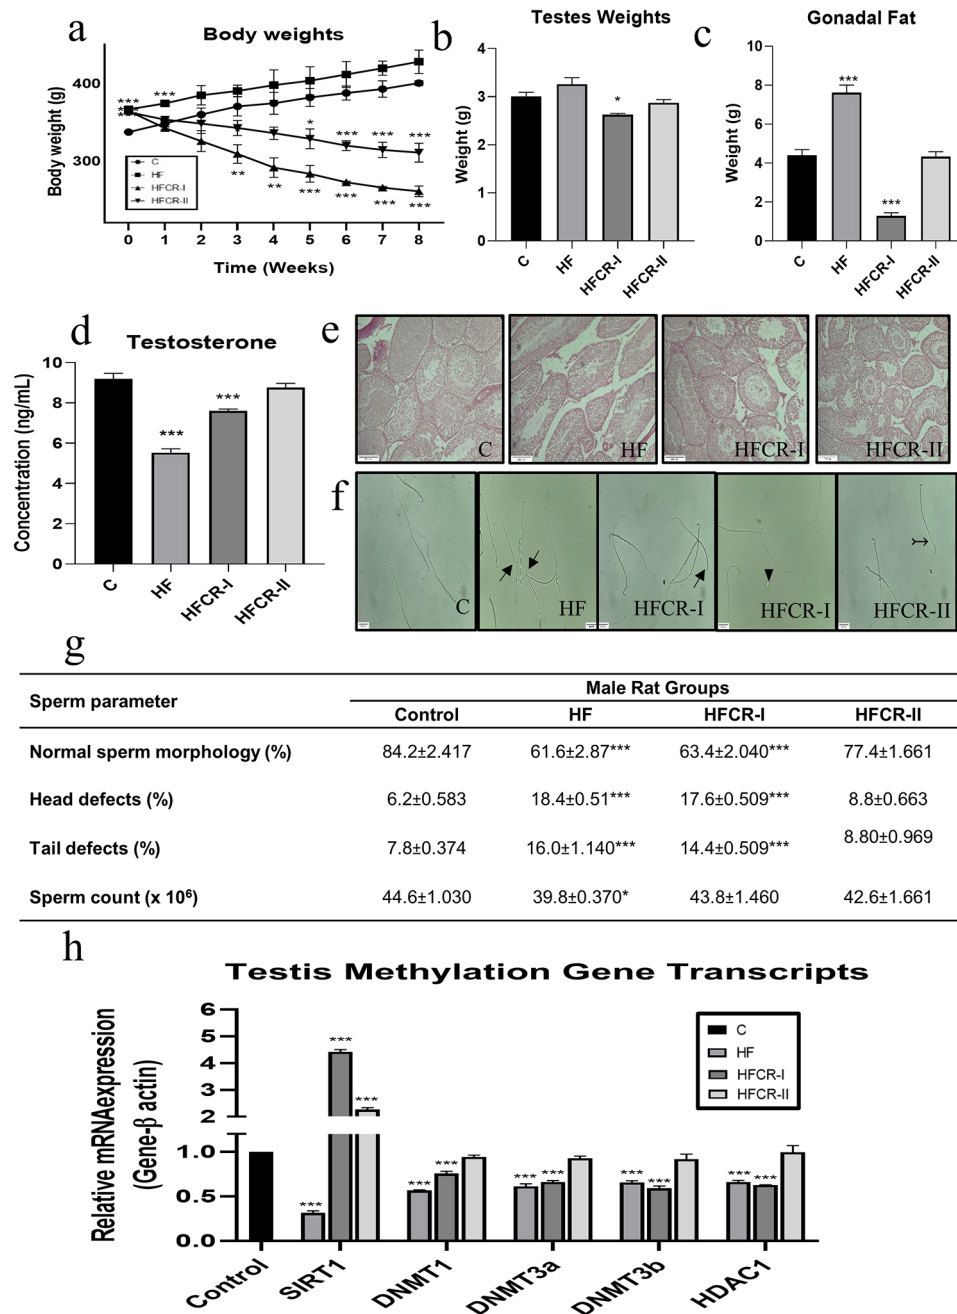 a
Body weights
Body weight (g)
400
300
***
***
***
***
*
***
***
***
**
**
***
***
***
***
C
HF
HFCR-I
HFCR-II
0 1 2 3 4 5 6 7 8
Time (Weeks)
b
Testes Weights
Weight (g)
4
3
2
1
0
*
C HF HFCR-I HFCR-II
c
Gonadal Fat
Weight (g)
10
8
6
4
2
0
***
***
C HF HFCR-I HFCR-II
d
Testosterone
Concentration (ng/mL)
10
8
6
4
2
0
***
***
C HF HFCR-I HFCR-II
e
C HF HFCR-I HFCR-II
f
C HF HFCR-I HFCR-I HFCR-II
g
Sperm parameter
Male Rat Groups
Control HF HFCR-I HFCR-II
Normal sperm morphology (%) 84.2±2.417 61.6±2.87*** 63.4±2.040*** 77.4±1.661
Head defects (%) 6.2±0.583 18.4±0.51*** 17.6±0.509*** 8.8±0.663
Tail defects (%) 7.8±0.374 16.0±1.140*** 14.4±0.509*** 8.80±0.969
Sperm count (x 10⁶) 44.6±1.030 39.8±0.370* 43.8±1.460 42.6±1.661
h
Testis Methylation Gene Transcripts
Relative mRNAexpression
(Gene-β actin)
6
5
4
3
2
1.0
0.5
0.0
C
HF
HFCR-I
HFCR-II
*** *** ***
*** ***
*** ***
*** ***
*** ***
Control SIRT1 DNMT1 DNMT3a DNMT3b HDAC1